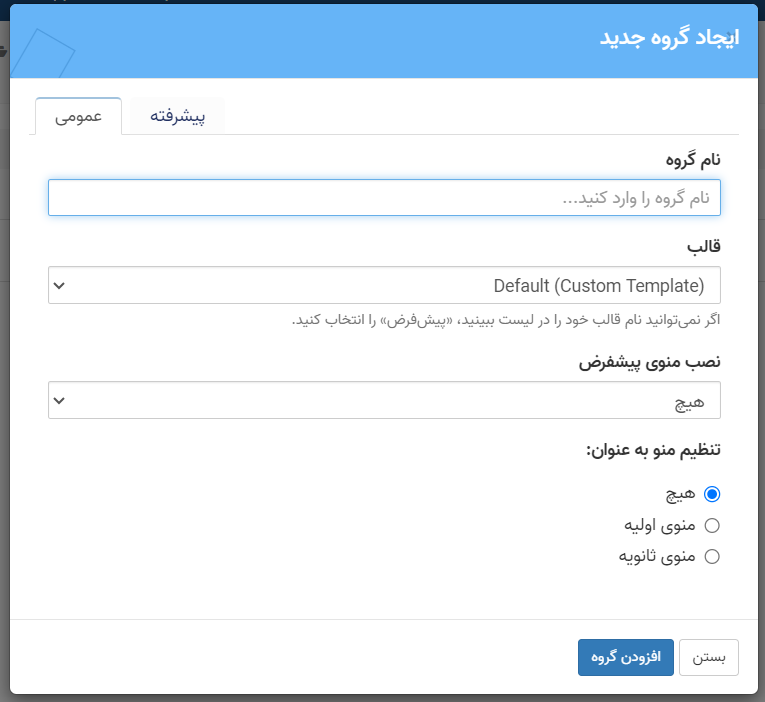 ایجاد گروه جدید
عمومی
پیشرفته
نام گروه
نام گروه را وارد کنید...
قالب
Default (Custom Template)
اگر نمی‌توانید نام قالب خود را در لیست ببینید، «پیش‌فرض» را انتخاب کنید.
نصب منوی پیشفرض
هیچ
تنظیم منو به عنوان:
هیچ
منوی اولیه
منوی ثانویه
بستن
افزودن گروه